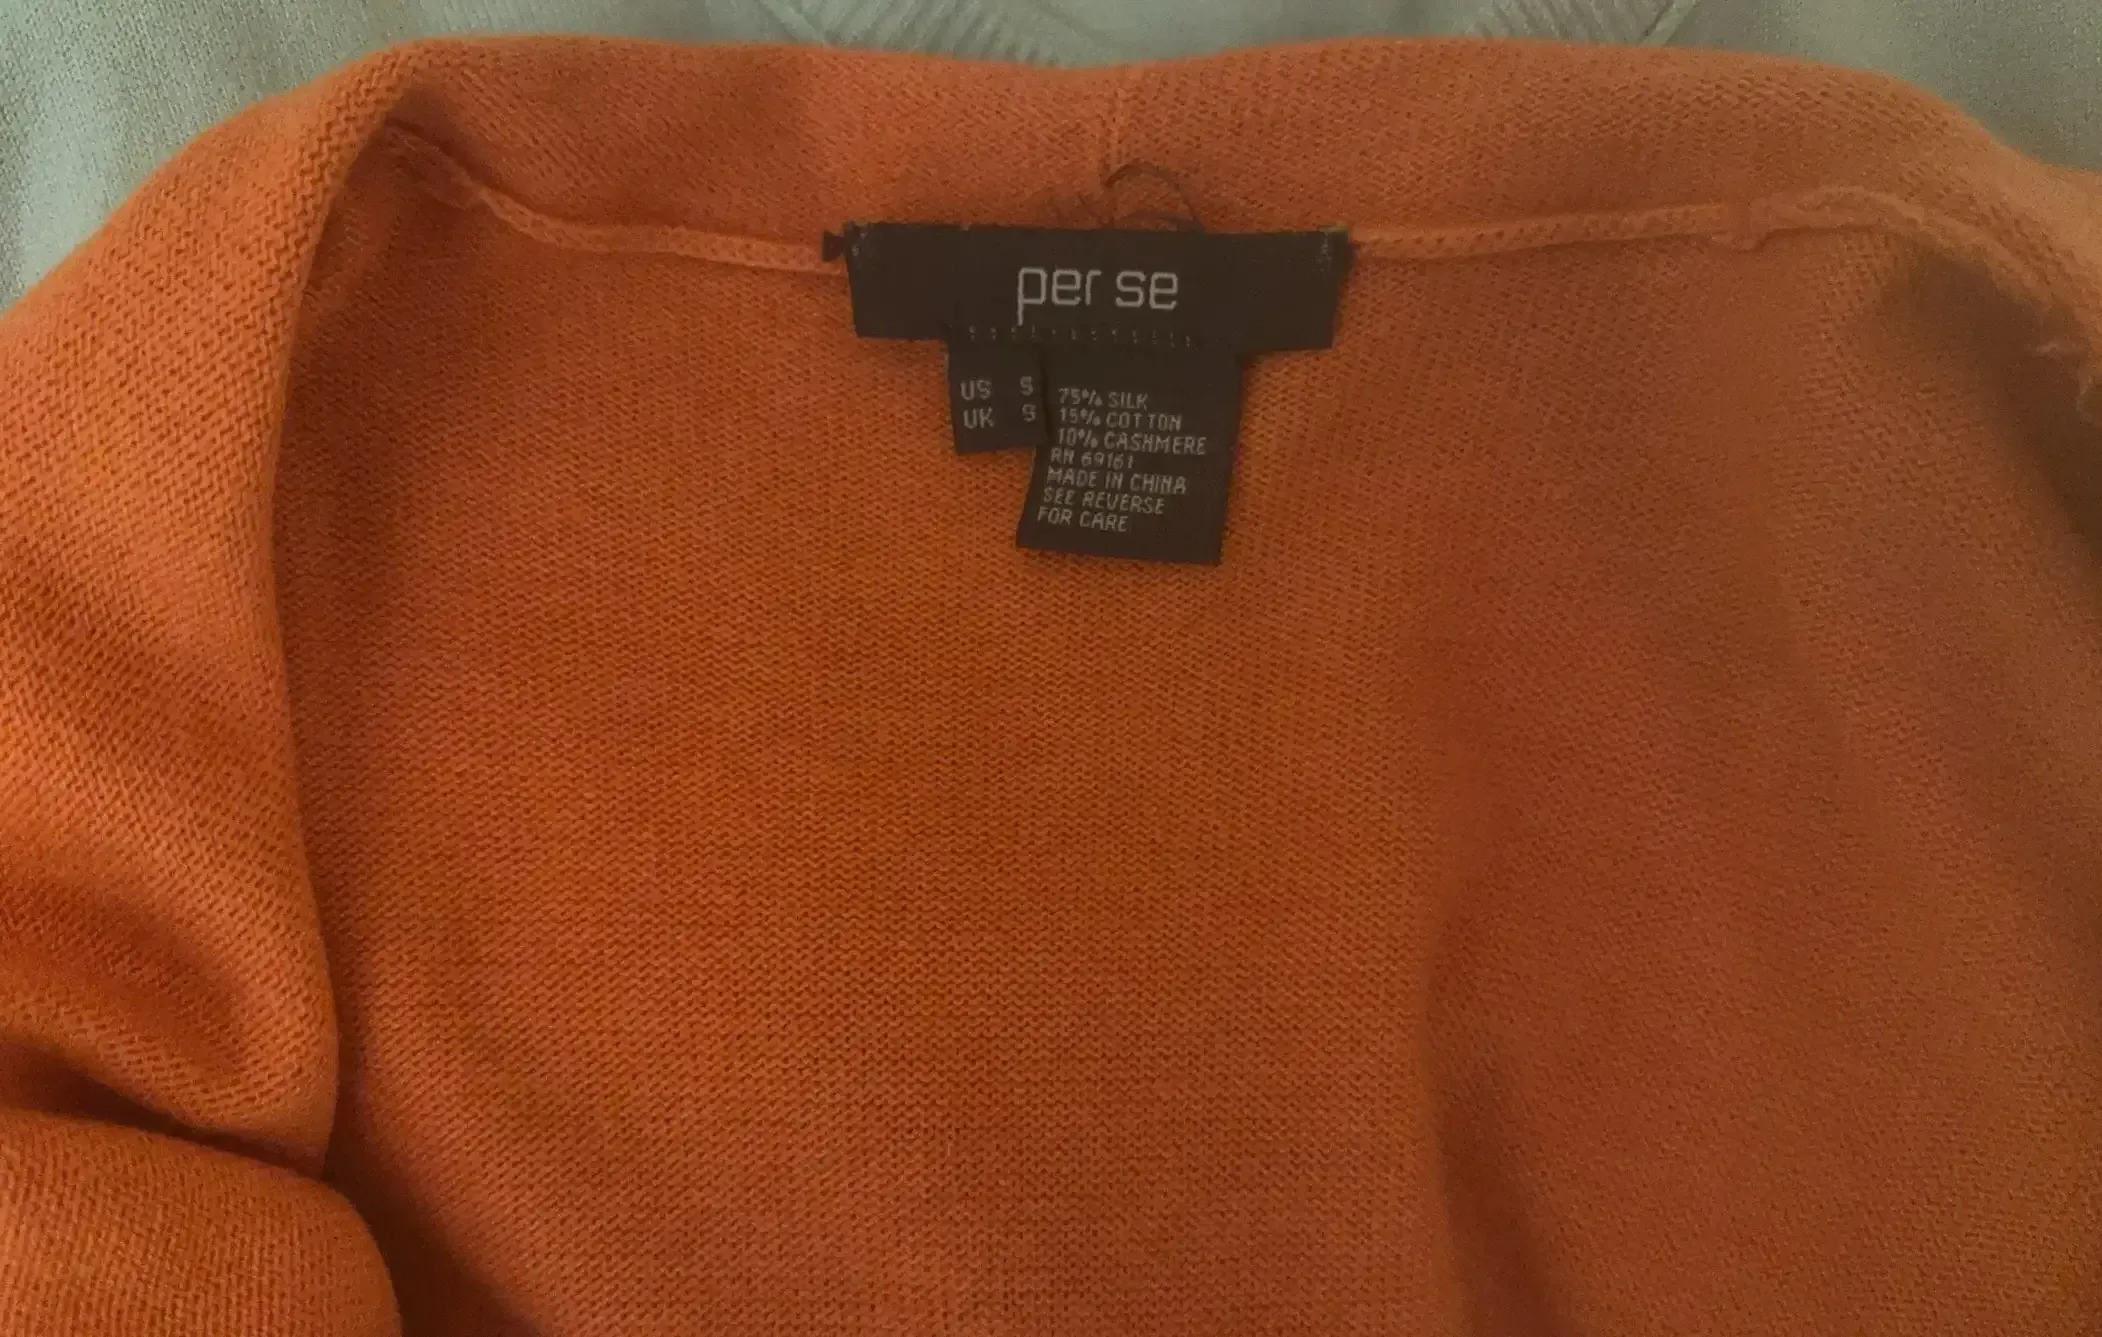 per se
US S
UK S
75% SILK
15% COTTON
10% CASHMERE
RN 69161
MADE IN CHINA
SEE REVERSE
FOR CARE